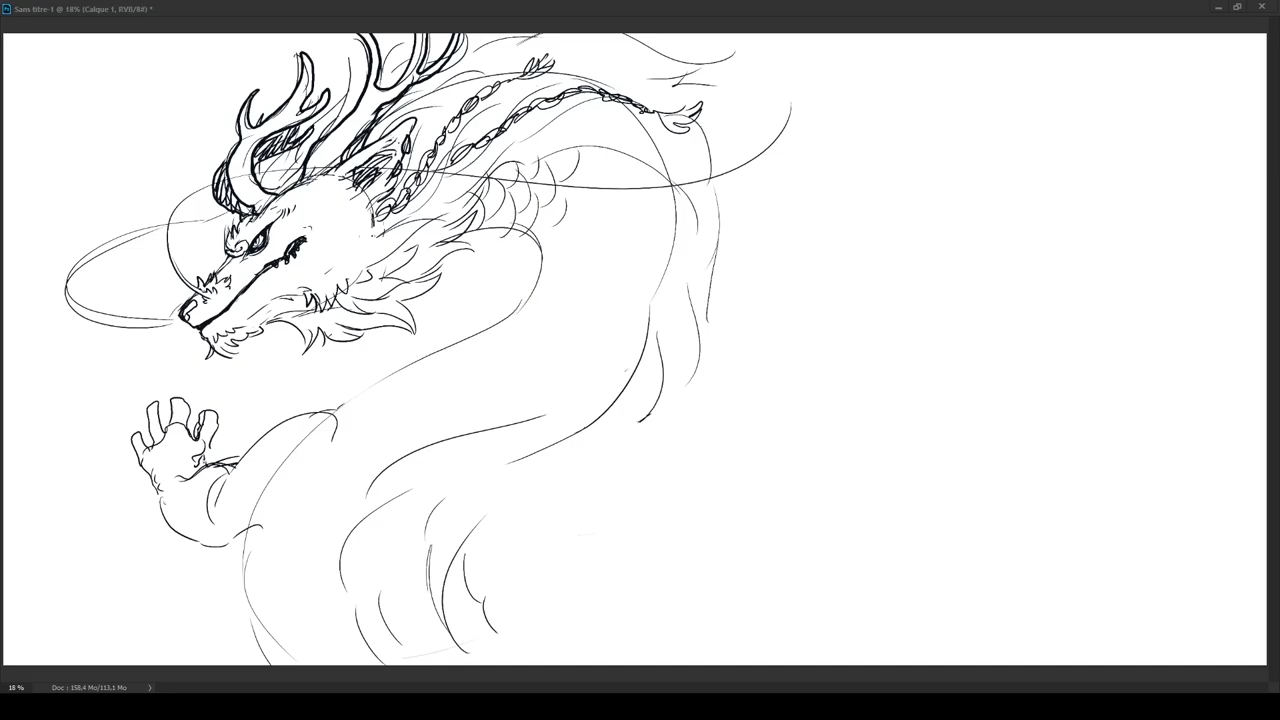 Sans titre-1 @ 18% (Calque 1, RVB/8#) *
18 %
Doc : 158,4 Mo/113,1 Mo